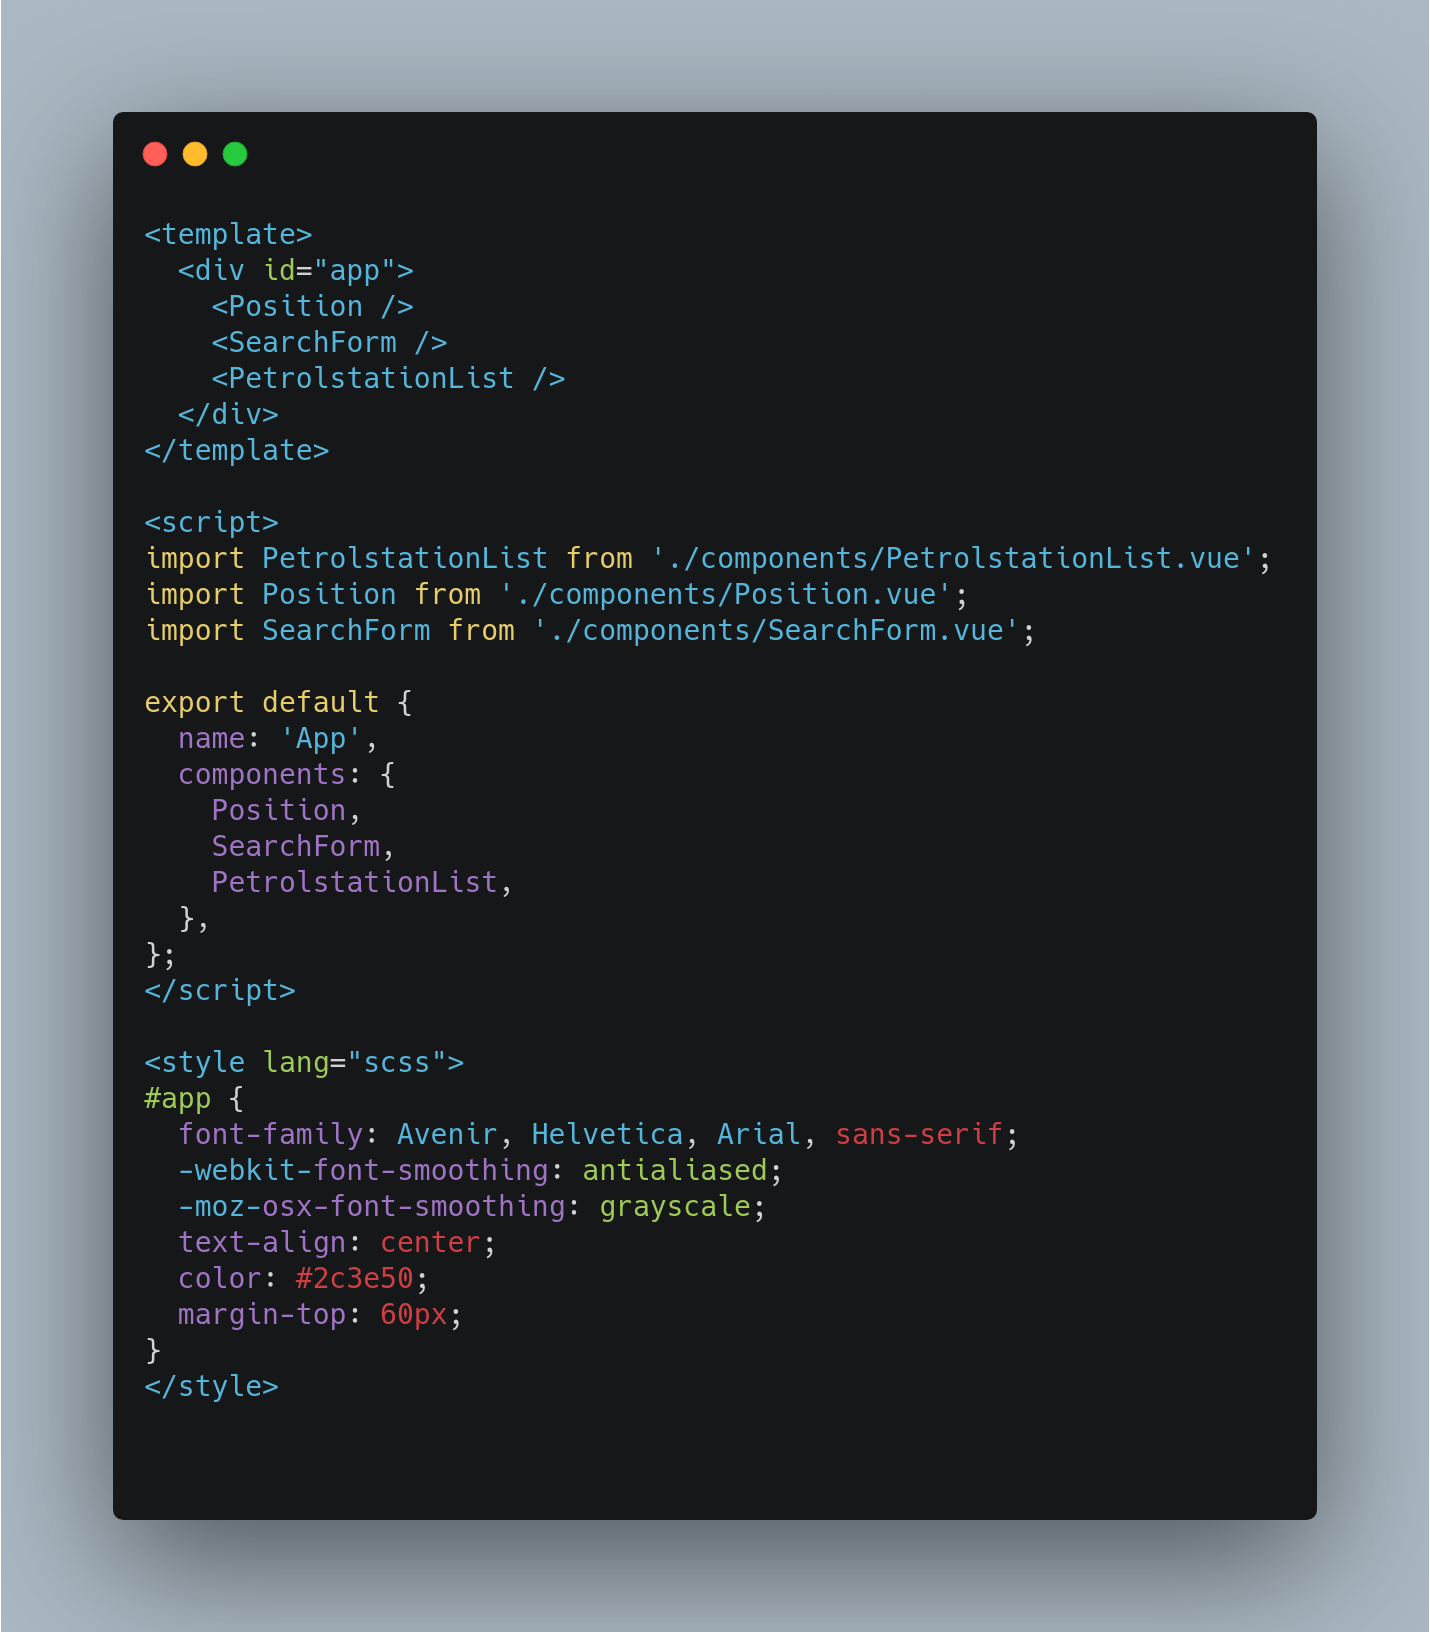 <template>
  <div id="app">
    <Position />
    <SearchForm />
    <PetrolstationList />
  </div>
</template>

<script>
import PetrolstationList from './components/PetrolstationList.vue';
import Position from './components/Position.vue';
import SearchForm from './components/SearchForm.vue';

export default {
  name: 'App',
  components: {
    Position,
    SearchForm,
    PetrolstationList,
  },
};
</script>

<style lang="scss">
#app {
  font-family: Avenir, Helvetica, Arial, sans-serif;
  -webkit-font-smoothing: antialiased;
  -moz-osx-font-smoothing: grayscale;
  text-align: center;
  color: #2c3e50;
  margin-top: 60px;
}
</style>